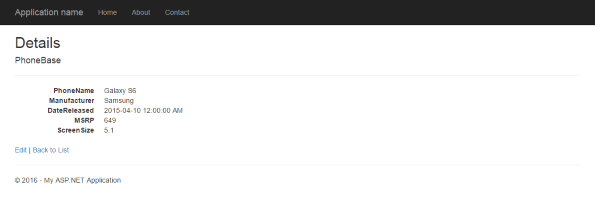 Application name Home About Contact
Details
PhoneBase
PhoneName Galaxy S6
Manufacturer Samsung
DateReleased 2015-04-10 12:00:00 AM
MSRP 649
ScreenSize 5.1
Edit | Back to List
© 2016 - My ASP.NET Application